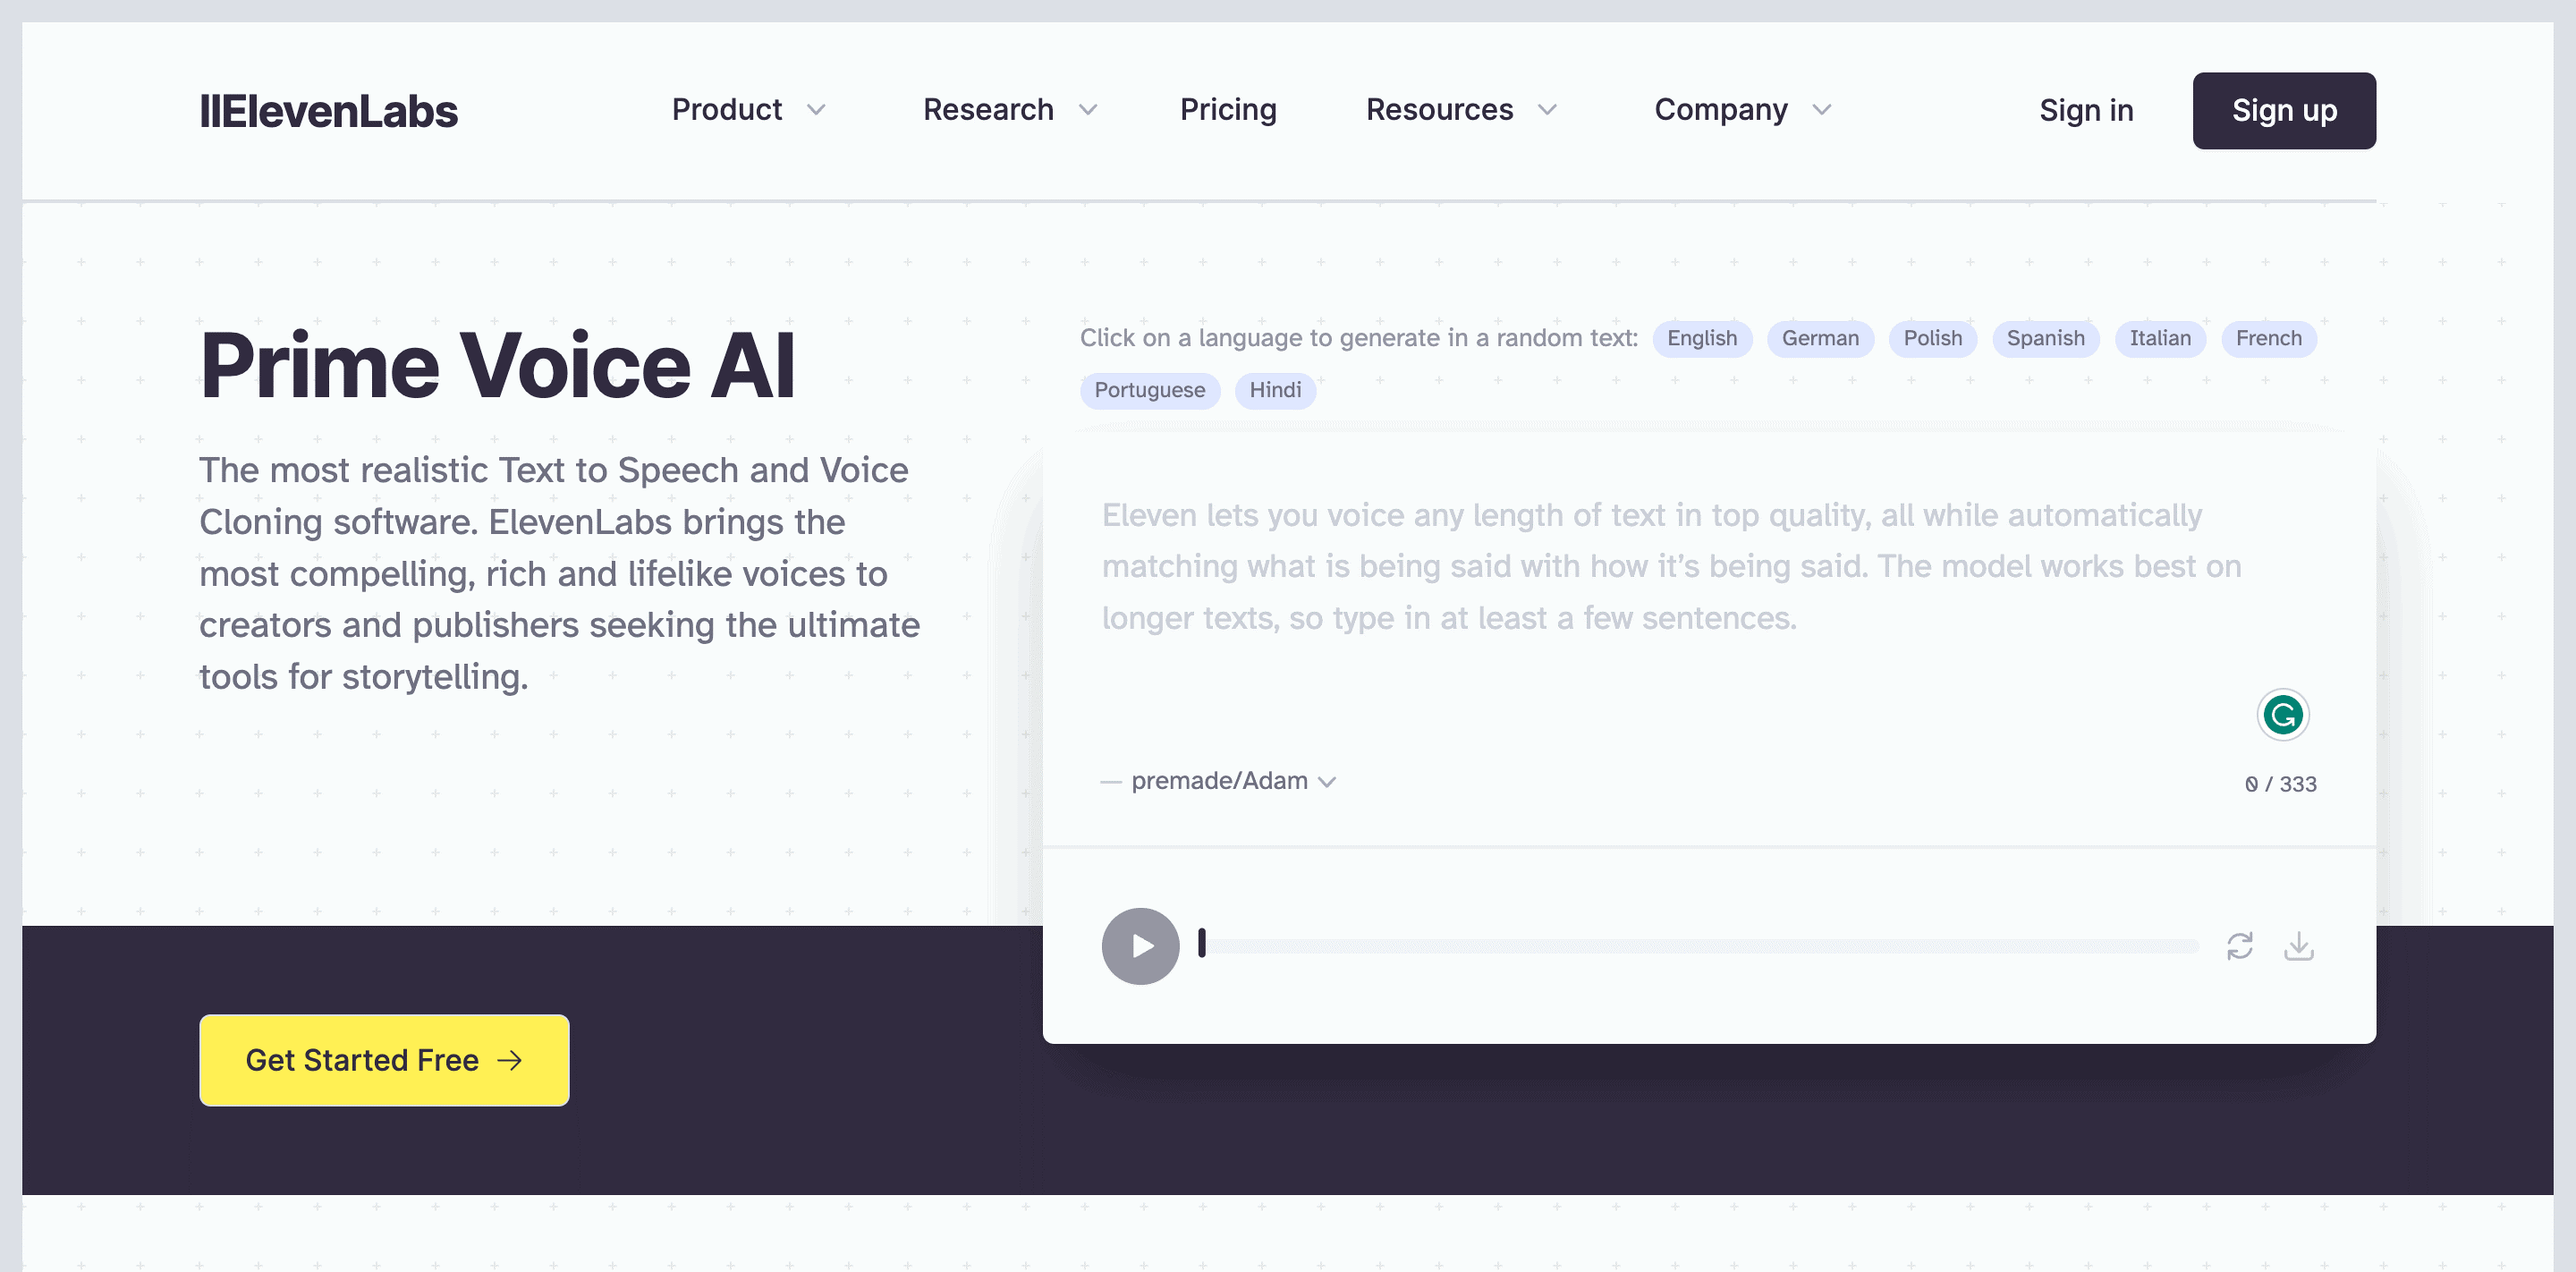 IIElevenLabs
Product
Research
Pricing
Resources
Company
Sign in
Sign up
Prime Voice AI
The most realistic Text to Speech and Voice
Cloning software. ElevenLabs brings the
most compelling, rich and lifelike voices to
creators and publishers seeking the ultimate
tools for storytelling.
Get Started Free →
Click on a language to generate in a random text: English German Polish Spanish Italian French
Portuguese Hindi
Eleven lets you voice any length of text in top quality, all while automatically
matching what is being said with how it’s being said. The model works best on
longer texts, so type in at least a few sentences.
— premade/Adam
0 / 333